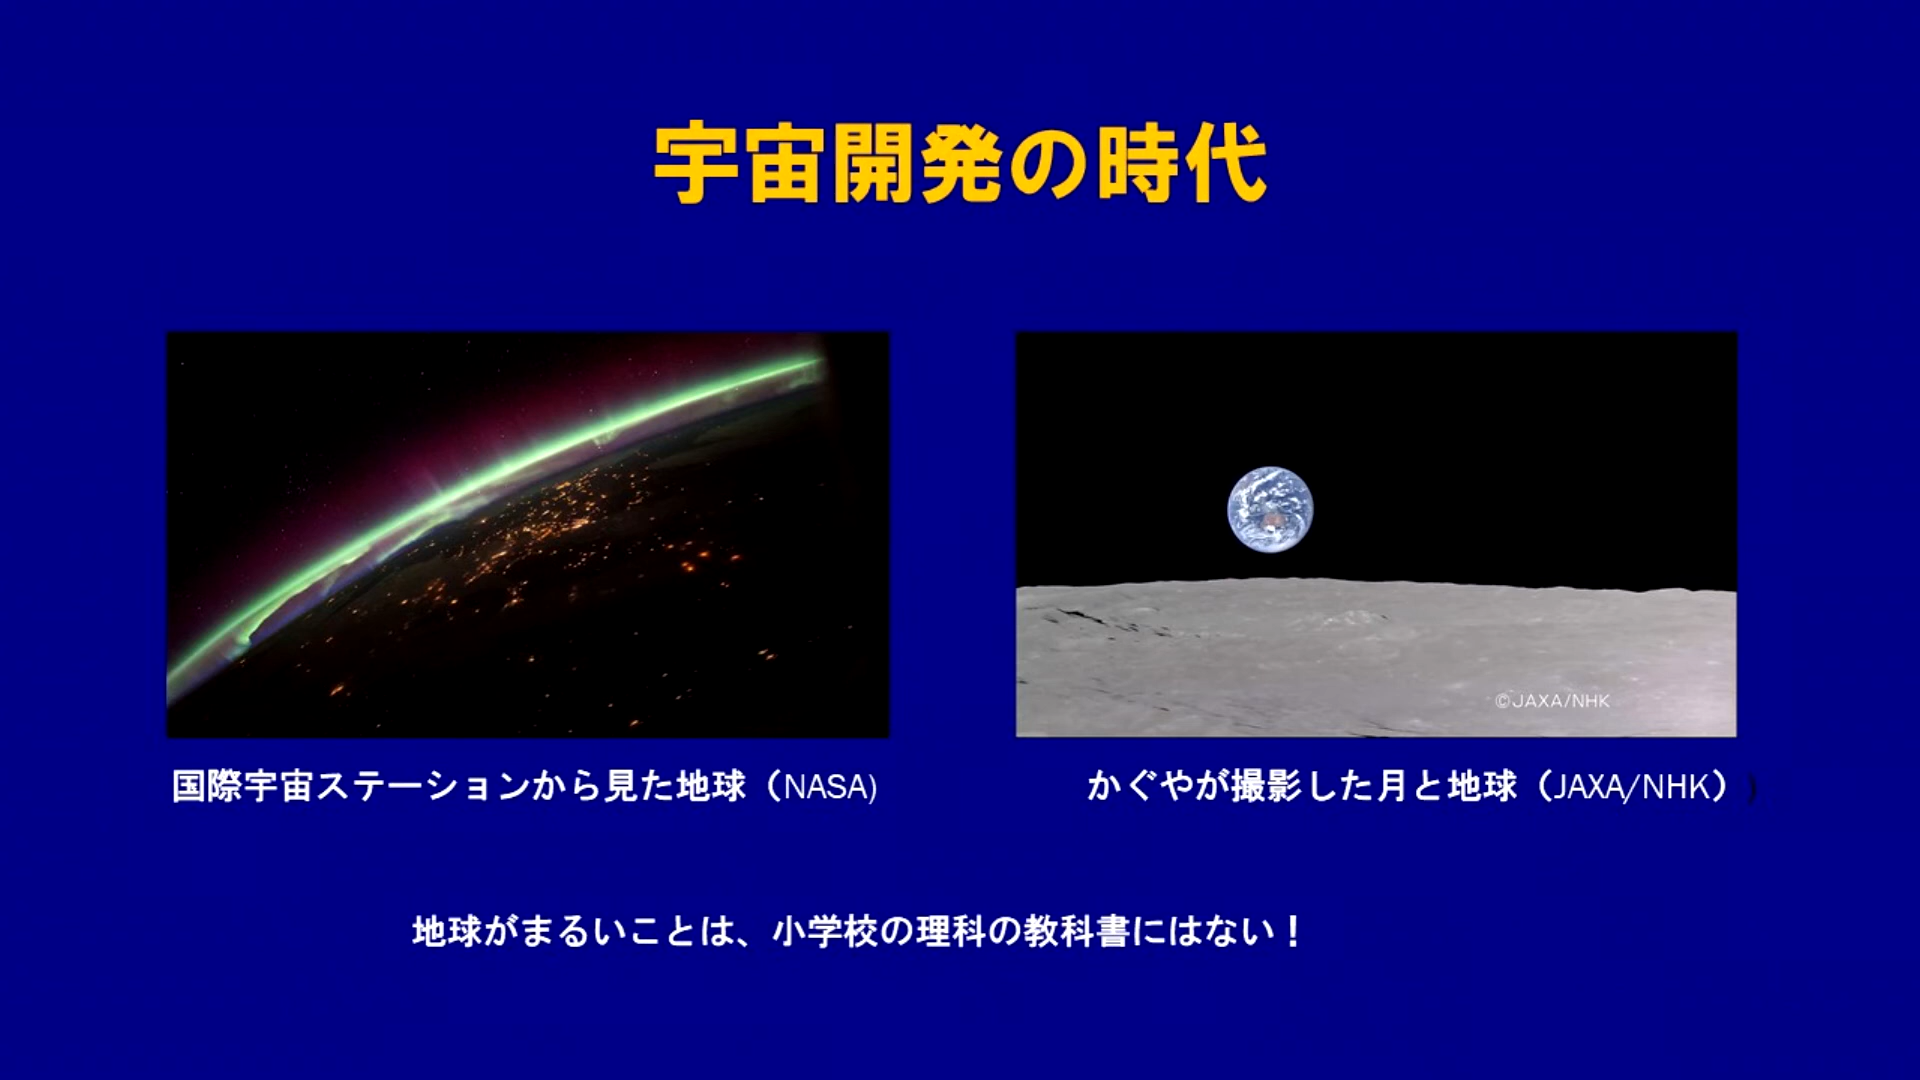 宇宙開発の時代
©JAXA/NHK
国際宇宙ステーションから見た地球（NASA)
かぐやが撮影した月と地球（JAXA/NHK））
地球がまるいことは、小学校の理科の教科書にはない！